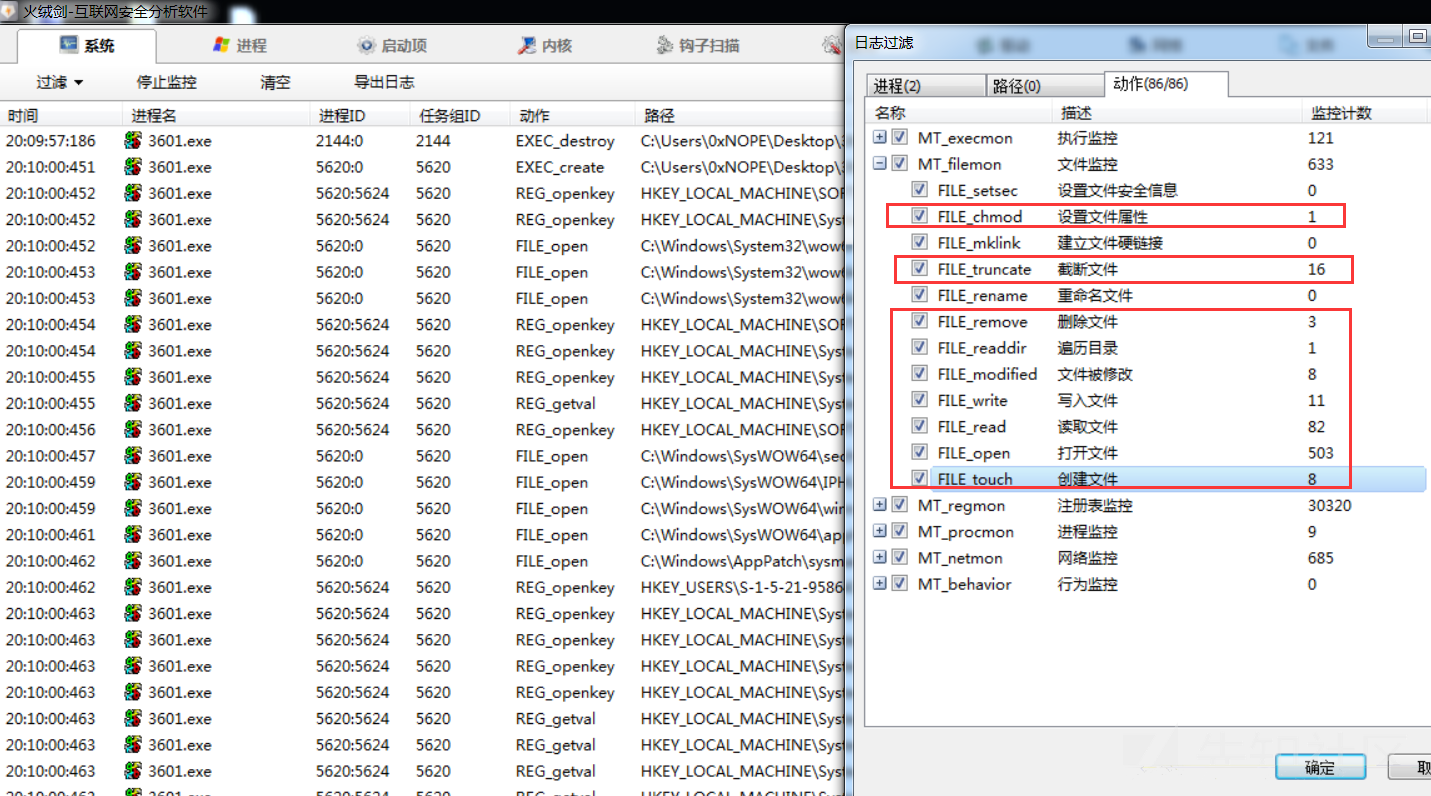 火绒剑-互联网安全分析软件
系统 进程 启动项 内核 钩子扫描
过滤 停止监控 清空 导出日志
时间 进程名 进程ID 任务组ID 动作 路径
20:09:57:186 3601.exe 2144:0 2144 EXEC_destroy C:\Users\0xNOPE\Desktop\
20:10:00:451 3601.exe 5620:0 5620 EXEC_create C:\Users\0xNOPE\Desktop\
20:10:00:452 3601.exe 5620:5624 5620 REG_openkey HKEY_LOCAL_MACHINE\SOF
20:10:00:452 3601.exe 5620:5624 5620 REG_openkey HKEY_LOCAL_MACHINE\Syst
20:10:00:452 3601.exe 5620:0 5620 FILE_open C:\Windows\System32\wow6
20:10:00:453 3601.exe 5620:0 5620 FILE_open C:\Windows\System32\wow6
20:10:00:453 3601.exe 5620:0 5620 FILE_open C:\Windows\System32\wow6
20:10:00:454 3601.exe 5620:5624 5620 REG_openkey HKEY_LOCAL_MACHINE\SOF
20:10:00:454 3601.exe 5620:5624 5620 REG_openkey HKEY_LOCAL_MACHINE\Syst
20:10:00:455 3601.exe 5620:5624 5620 REG_openkey HKEY_LOCAL_MACHINE\Syst
20:10:00:455 3601.exe 5620:5624 5620 REG_getval HKEY_LOCAL_MACHINE\Syst
20:10:00:456 3601.exe 5620:5624 5620 REG_openkey HKEY_LOCAL_MACHINE\SOF
20:10:00:457 3601.exe 5620:0 5620 FILE_open C:\Windows\SysWOW64\sec
20:10:00:459 3601.exe 5620:0 5620 FILE_open C:\Windows\SysWOW64\IPH
20:10:00:459 3601.exe 5620:0 5620 FILE_open C:\Windows\SysWOW64\win
20:10:00:461 3601.exe 5620:0 5620 FILE_open C:\Windows\SysWOW64\app
20:10:00:462 3601.exe 5620:0 5620 FILE_open C:\Windows\AppPatch\sysm
20:10:00:462 3601.exe 5620:5624 5620 REG_openkey HKEY_USERS\S-1-5-21-9586
20:10:00:463 3601.exe 5620:5624 5620 REG_openkey HKEY_LOCAL_MACHINE\Syst
20:10:00:463 3601.exe 5620:5624 5620 REG_openkey HKEY_LOCAL_MACHINE\Syst
20:10:00:463 3601.exe 5620:5624 5620 REG_openkey HKEY_LOCAL_MACHINE\Syst
20:10:00:463 3601.exe 5620:5624 5620 REG_openkey HKEY_LOCAL_MACHINE\Syst
20:10:00:463 3601.exe 5620:5624 5620 REG_getval HKEY_LOCAL_MACHINE\Syst
20:10:00:463 3601.exe 5620:5624 5620 REG_getval HKEY_LOCAL_MACHINE\Syst
20:10:00:463 3601.exe 5620:5624 5620 REG_getval HKEY_LOCAL_MACHINE\Syst
20:10:00:463 3601.exe 5620:5624 5620 REG_getval HKEY_LOCAL_MACHINE\Syst
日志过滤
进程(2) 路径(0) 动作(86/86)
名称 描述 监控计数
MT_execmon 执行监控 121
MT_filemon 文件监控 633
FILE_setsec 设置文件安全信息 0
FILE_chmod 设置文件属性 1
FILE_mklink 建立文件硬链接 0
FILE_truncate 截断文件 16
FILE_rename 重命名文件 0
FILE_remove 删除文件 3
FILE_readdir 遍历目录 1
FILE_modified 文件被修改 8
FILE_write 写入文件 11
FILE_read 读取文件 82
FILE_open 打开文件 503
FILE_touch 创建文件 8
MT_regmon 注册表监控 30320
MT_procmon 进程监控 9
MT_netmon 网络监控 685
MT_behavior 行为监控 0
确定 取